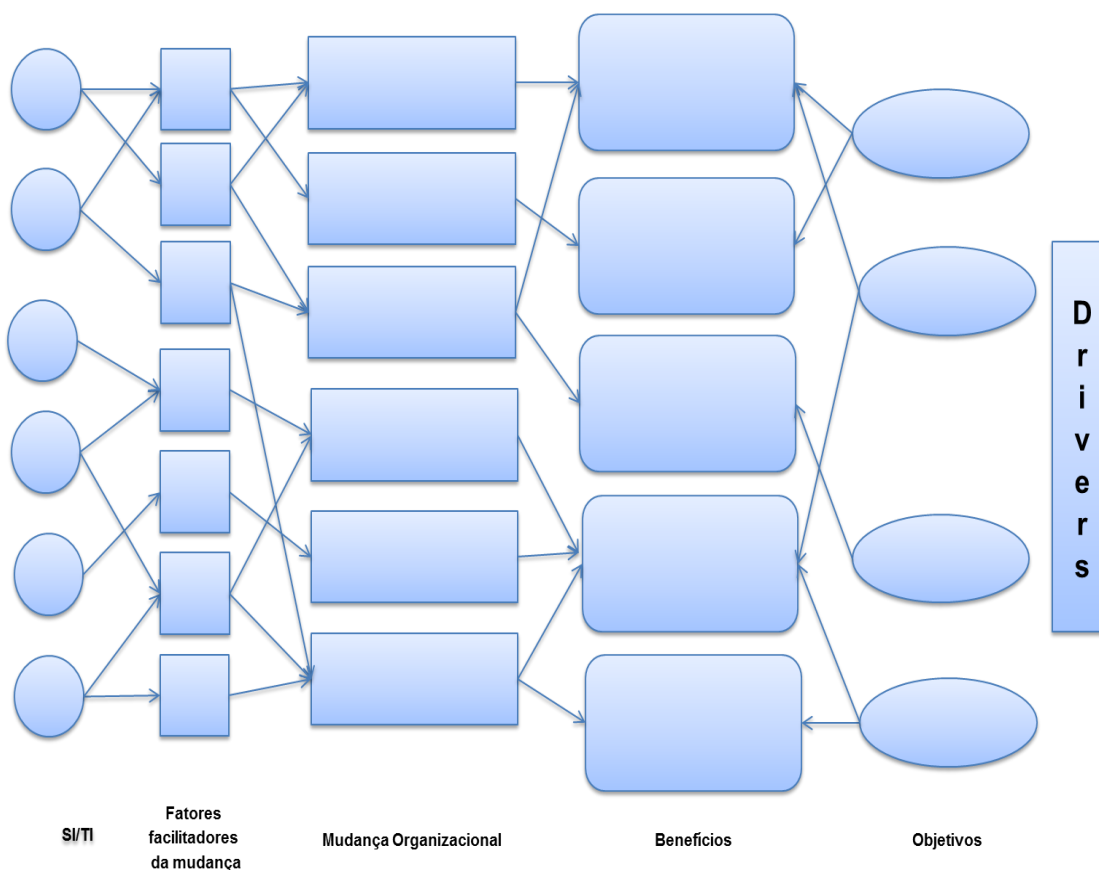 D
r
i
v
e
r
s
SI/TI
Fatores
facilitadores
da mudança
Mudança Organizacional
Benefícios
Objetivos